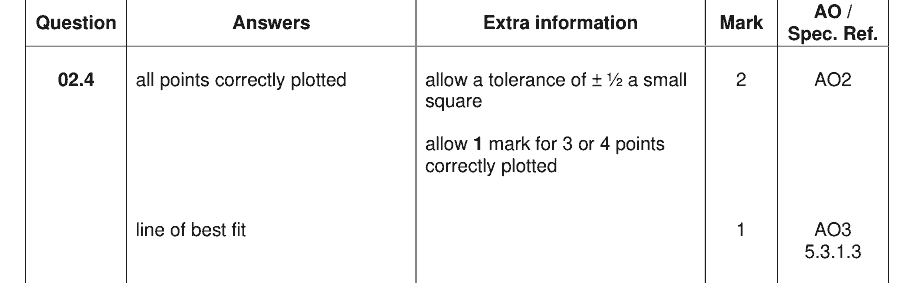 Question Answers Extra information Mark AO /
Spec. Ref.
02.4 all points correctly plotted allow a tolerance of ± ½ a small 2 AO2
square
allow 1 mark for 3 or 4 points
correctly plotted
line of best fit 1 AO3
5.3.1.3